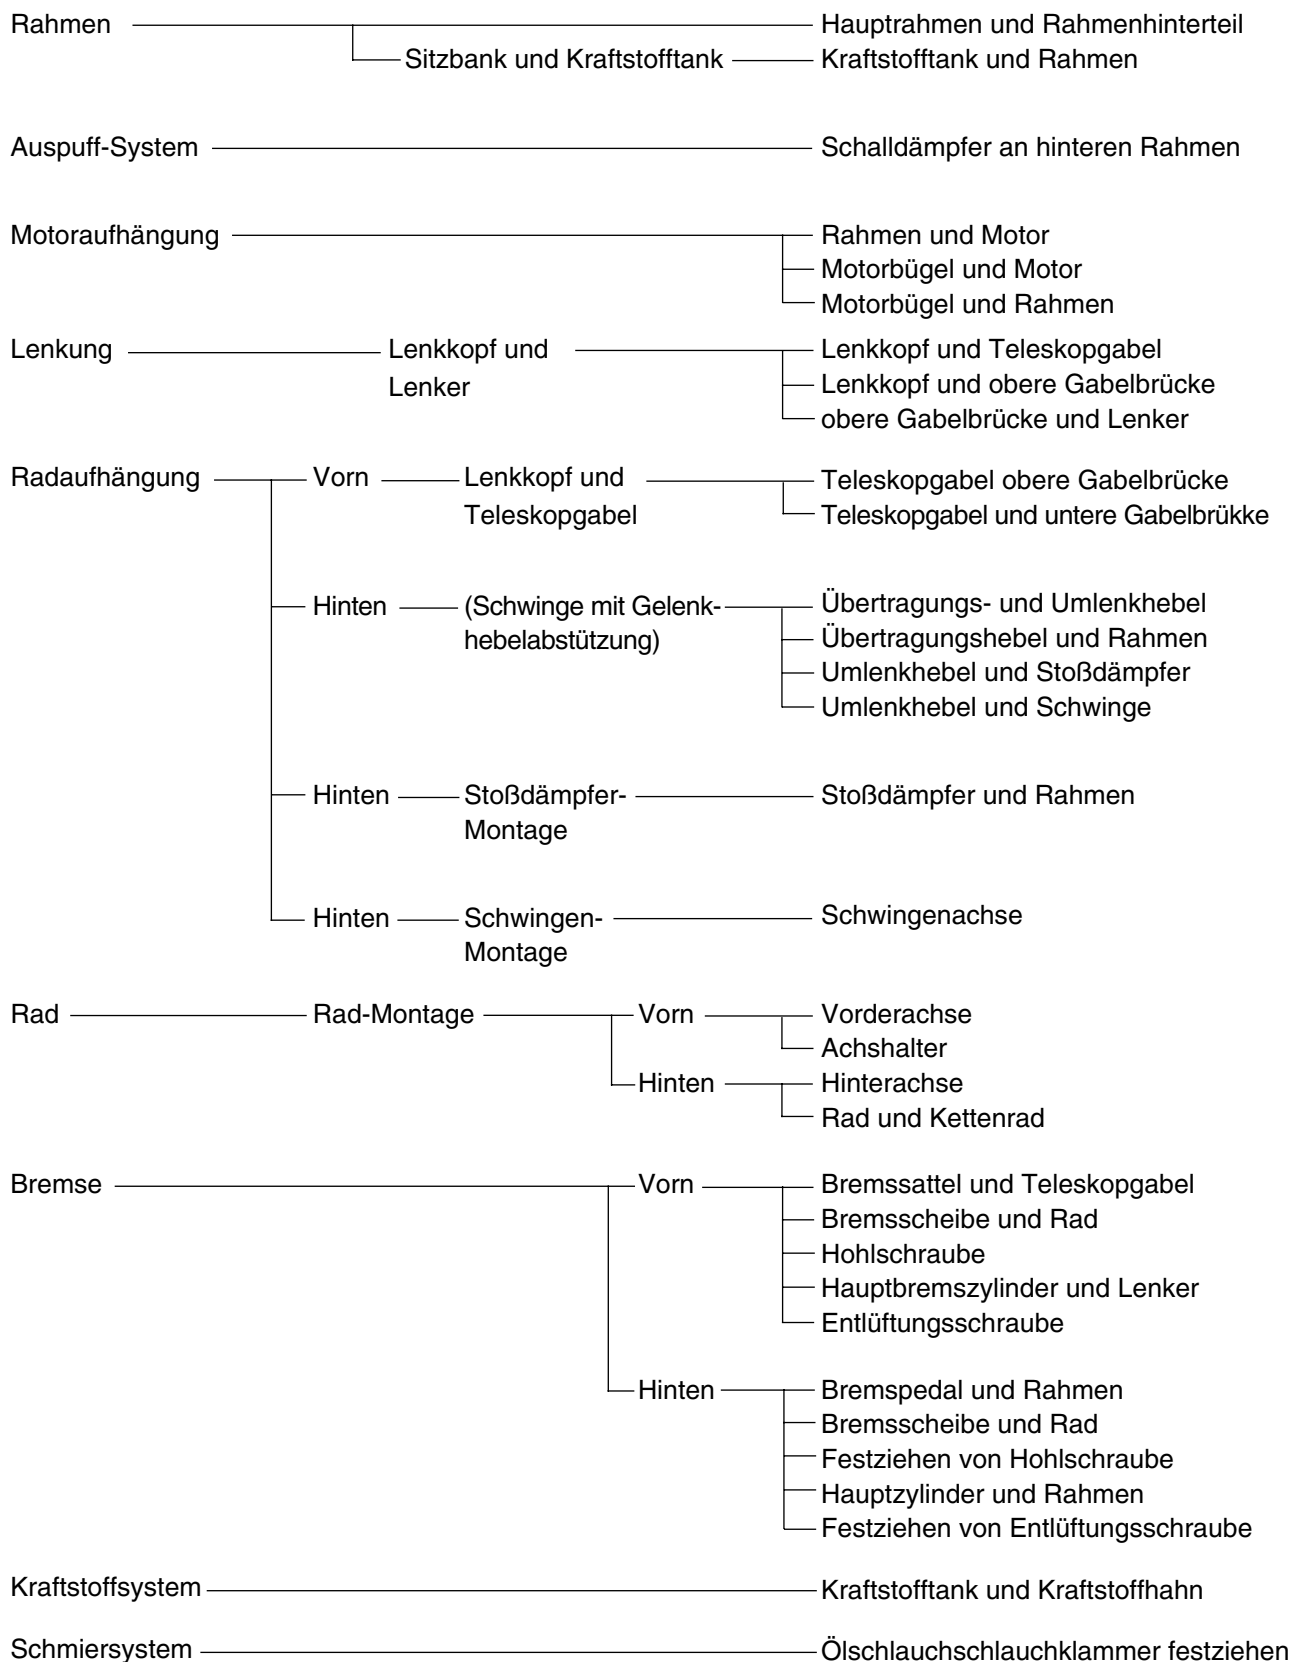 Rahmen Hauptrahmen und Rahmenhinterteil
Sitzbank und Kraftstofftank Kraftstofftank und Rahmen
Auspuff-System Schalldämpfer an hinteren Rahmen
Motoraufhängung Rahmen und Motor
Motorbügel und Motor
Motorbügel und Rahmen
Lenkung Lenkkopf und Lenkkopf und Teleskopgabel
Lenker Lenkkopf und obere Gabelbrücke
obere Gabelbrücke und Lenker
Radaufhängung Vorn Lenkkopf und Teleskopgabel obere Gabelbrücke
Teleskopgabel Teleskopgabel und untere Gabelbrükke
Hinten (Schwinge mit Gelenk- Übertragungs- und Umlenkhebel
hebelabstützung) Übertragungshebel und Rahmen
Umlenkhebel und Stoßdämpfer
Umlenkhebel und Schwinge
Hinten Stoßdämpfer- Stoßdämpfer und Rahmen
Montage
Hinten Schwingen- Schwingenachse
Montage
Rad Rad-Montage Vorn Vorderachse
Achshalter
Hinten Hinterachse
Rad und Kettenrad
Bremse Vorn Bremssattel und Teleskopgabel
Bremsscheibe und Rad
Hohlschraube
Hauptbremszylinder und Lenker
Entlüftungsschraube
Hinten Bremspedal und Rahmen
Bremsscheibe und Rad
Festziehen von Hohlschraube
Hauptzylinder und Rahmen
Festziehen von Entlüftungsschraube
Kraftstoffsystem Kraftstofftank und Kraftstoffhahn
Schmiersystem Ölschlauchschlauchklammer festziehen